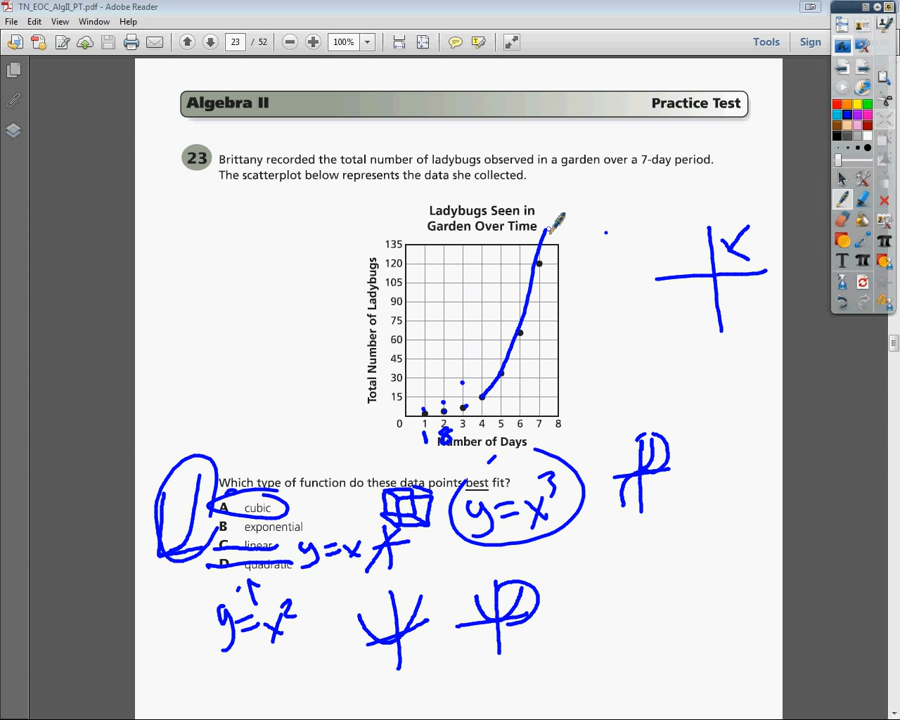 TN_EOC_AlgII_PT.pdf - Adobe Reader
File Edit View Document Window Help
23 / 52 100% Tools Sign
Algebra II Practice Test
23 Brittany recorded the total number of ladybugs observed in a garden over a 7-day period.
The scatterplot below represents the data she collected.
Ladybugs Seen in
Garden Over Time
Total Number of Ladybugs
135
120
105
90
75
60
45
30
15
0 1 2 3 4 5 6 7 8
1 8
Number of Days
Which type of function do these data points best fit?
A cubic
B exponential
C linear
D quadratic
y=x³
y=x
y=x²